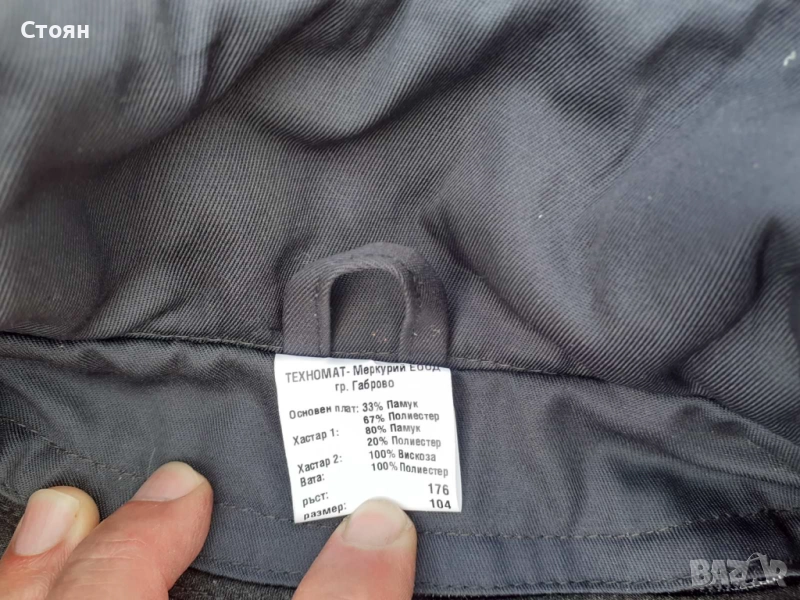 Стоян
ТЕХНОМАТ- Меркурий ЕООД
гр. Габрово
Основен плат: 33% Памук
67% Полиестер
Хастар 1: 80% Памук
20% Полиестер
Хастар 2: 100% Вискоза
Вата: 100% Полиестер
ръст: 176
размер: 104
BAZAR